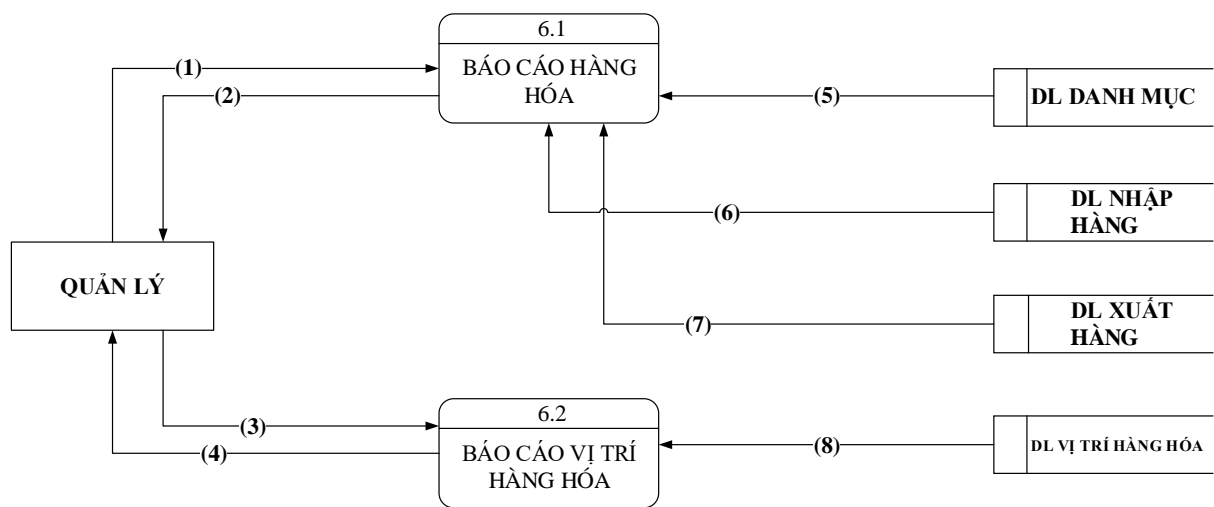 6.1
BÁO CÁO HÀNG
HÓA
(1)
(2)
(5)
DL DANH MỤC
(6)
DL NHẬP
HÀNG
QUẢN LÝ
(7)
DL XUẤT
HÀNG
6.2
BÁO CÁO VỊ TRÍ
HÀNG HÓA
(3)
(4)
(8)
DL VỊ TRÍ HÀNG HÓA